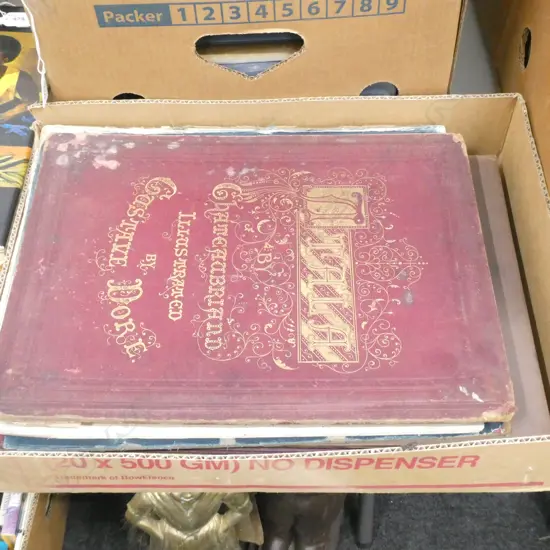 Packer 1 2 3 4 5 6 7 8 9
ATALA
BY
CHATEAUBRIAND
ILLUSTRATED
BY
GUSTAVE DORÉ
20 x 500 GM) NO DISPENSER